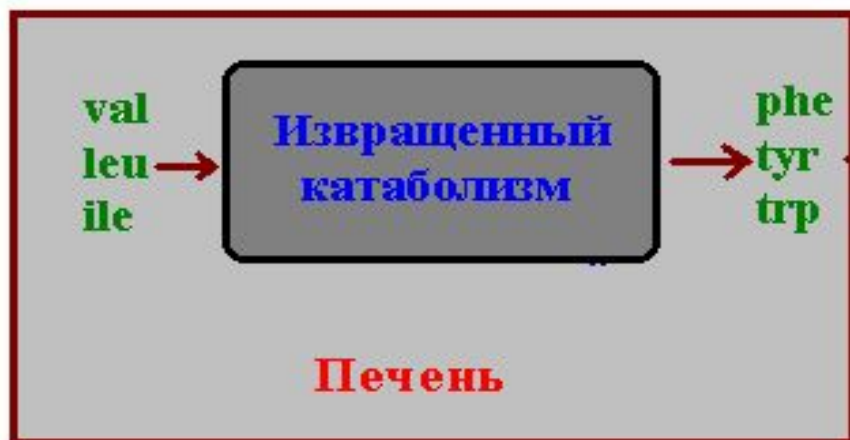 val
leu
ile
Извращенный
катаболизм
phe
tyr
trp
Печень